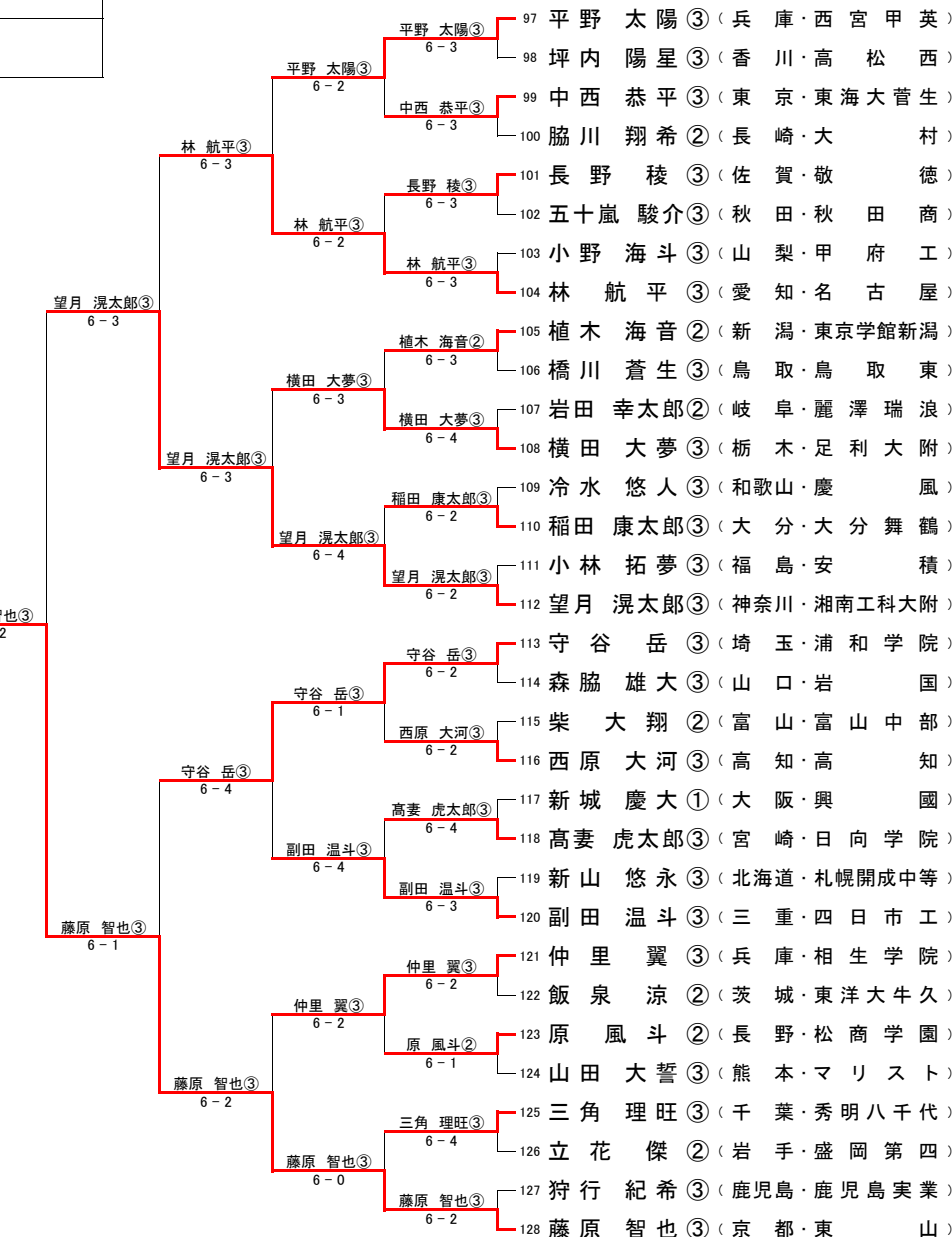 97 平野 太陽 ③ （兵庫・西宮甲英）
平野 太陽③
6－3
98 坪内 陽星 ③ （香川・高松西）
平野 太陽③
6－2
99 中西 恭平 ③ （東京・東海大菅生）
中西 恭平③
6－3
100 脇川 翔希 ② （長崎・大村）
林 航平③
6－3
101 長野 稜 ③ （佐賀・敬徳）
長野 稜③
6－3
102 五十嵐 駿介③ （秋田・秋田商）
林 航平③
6－2
103 小野 海斗 ③ （山梨・甲府工）
林 航平③
6－3
104 林 航平 ③ （愛知・名古屋）
望月 滉太郎③
6－3
105 植木 海音 ② （新潟・東京学館新潟）
植木 海音②
6－3
106 橋川 蒼生 ③ （鳥取・鳥取東）
横田 大夢③
6－3
107 岩田 幸太郎② （岐阜・麗澤瑞浪）
横田 大夢③
6－4
108 横田 大夢 ③ （栃木・足利大附）
望月 滉太郎③
6－3
109 冷水 悠人 ③ （和歌山・慶風）
稲田 康太郎③
6－2
110 稲田 康太郎③ （大分・大分舞鶴）
望月 滉太郎③
6－4
111 小林 拓夢 ③ （福島・安積）
望月 滉太郎③
6－2
112 望月 滉太郎③ （神奈川・湘南工科大附）
也③
2
113 守谷 岳 ③ （埼玉・浦和学院）
守谷 岳③
6－2
114 森脇 雄大 ③ （山口・岩国）
守谷 岳③
6－1
115 柴 大翔 ② （富山・富山中部）
西原 大河③
6－2
116 西原 大河 ③ （高知・高知）
守谷 岳③
6－4
117 新城 慶大 ① （大阪・興國）
髙妻 虎太郎③
6－4
118 髙妻 虎太郎③ （宮崎・日向学院）
副田 温斗③
6－4
119 新山 悠永 ③ （北海道・札幌開成中等）
副田 温斗③
6－3
120 副田 温斗 ③ （三重・四日市工）
藤原 智也③
6－1
121 仲里 翼 ③ （兵庫・相生学院）
仲里 翼③
6－2
122 飯泉 涼 ② （茨城・東洋大牛久）
仲里 翼③
6－2
123 原 風斗 ② （長野・松商学園）
原 風斗②
6－1
124 山田 大誓 ③ （熊本・マリスト）
藤原 智也③
6－2
125 三角 理旺 ③ （千葉・秀明八千代）
三角 理旺③
6－4
126 立花 傑 ② （岩手・盛岡第四）
藤原 智也③
6－0
127 狩行 紀希 ③ （鹿児島・鹿児島実業）
藤原 智也③
6－2
128 藤原 智也 ③ （京都・東山）